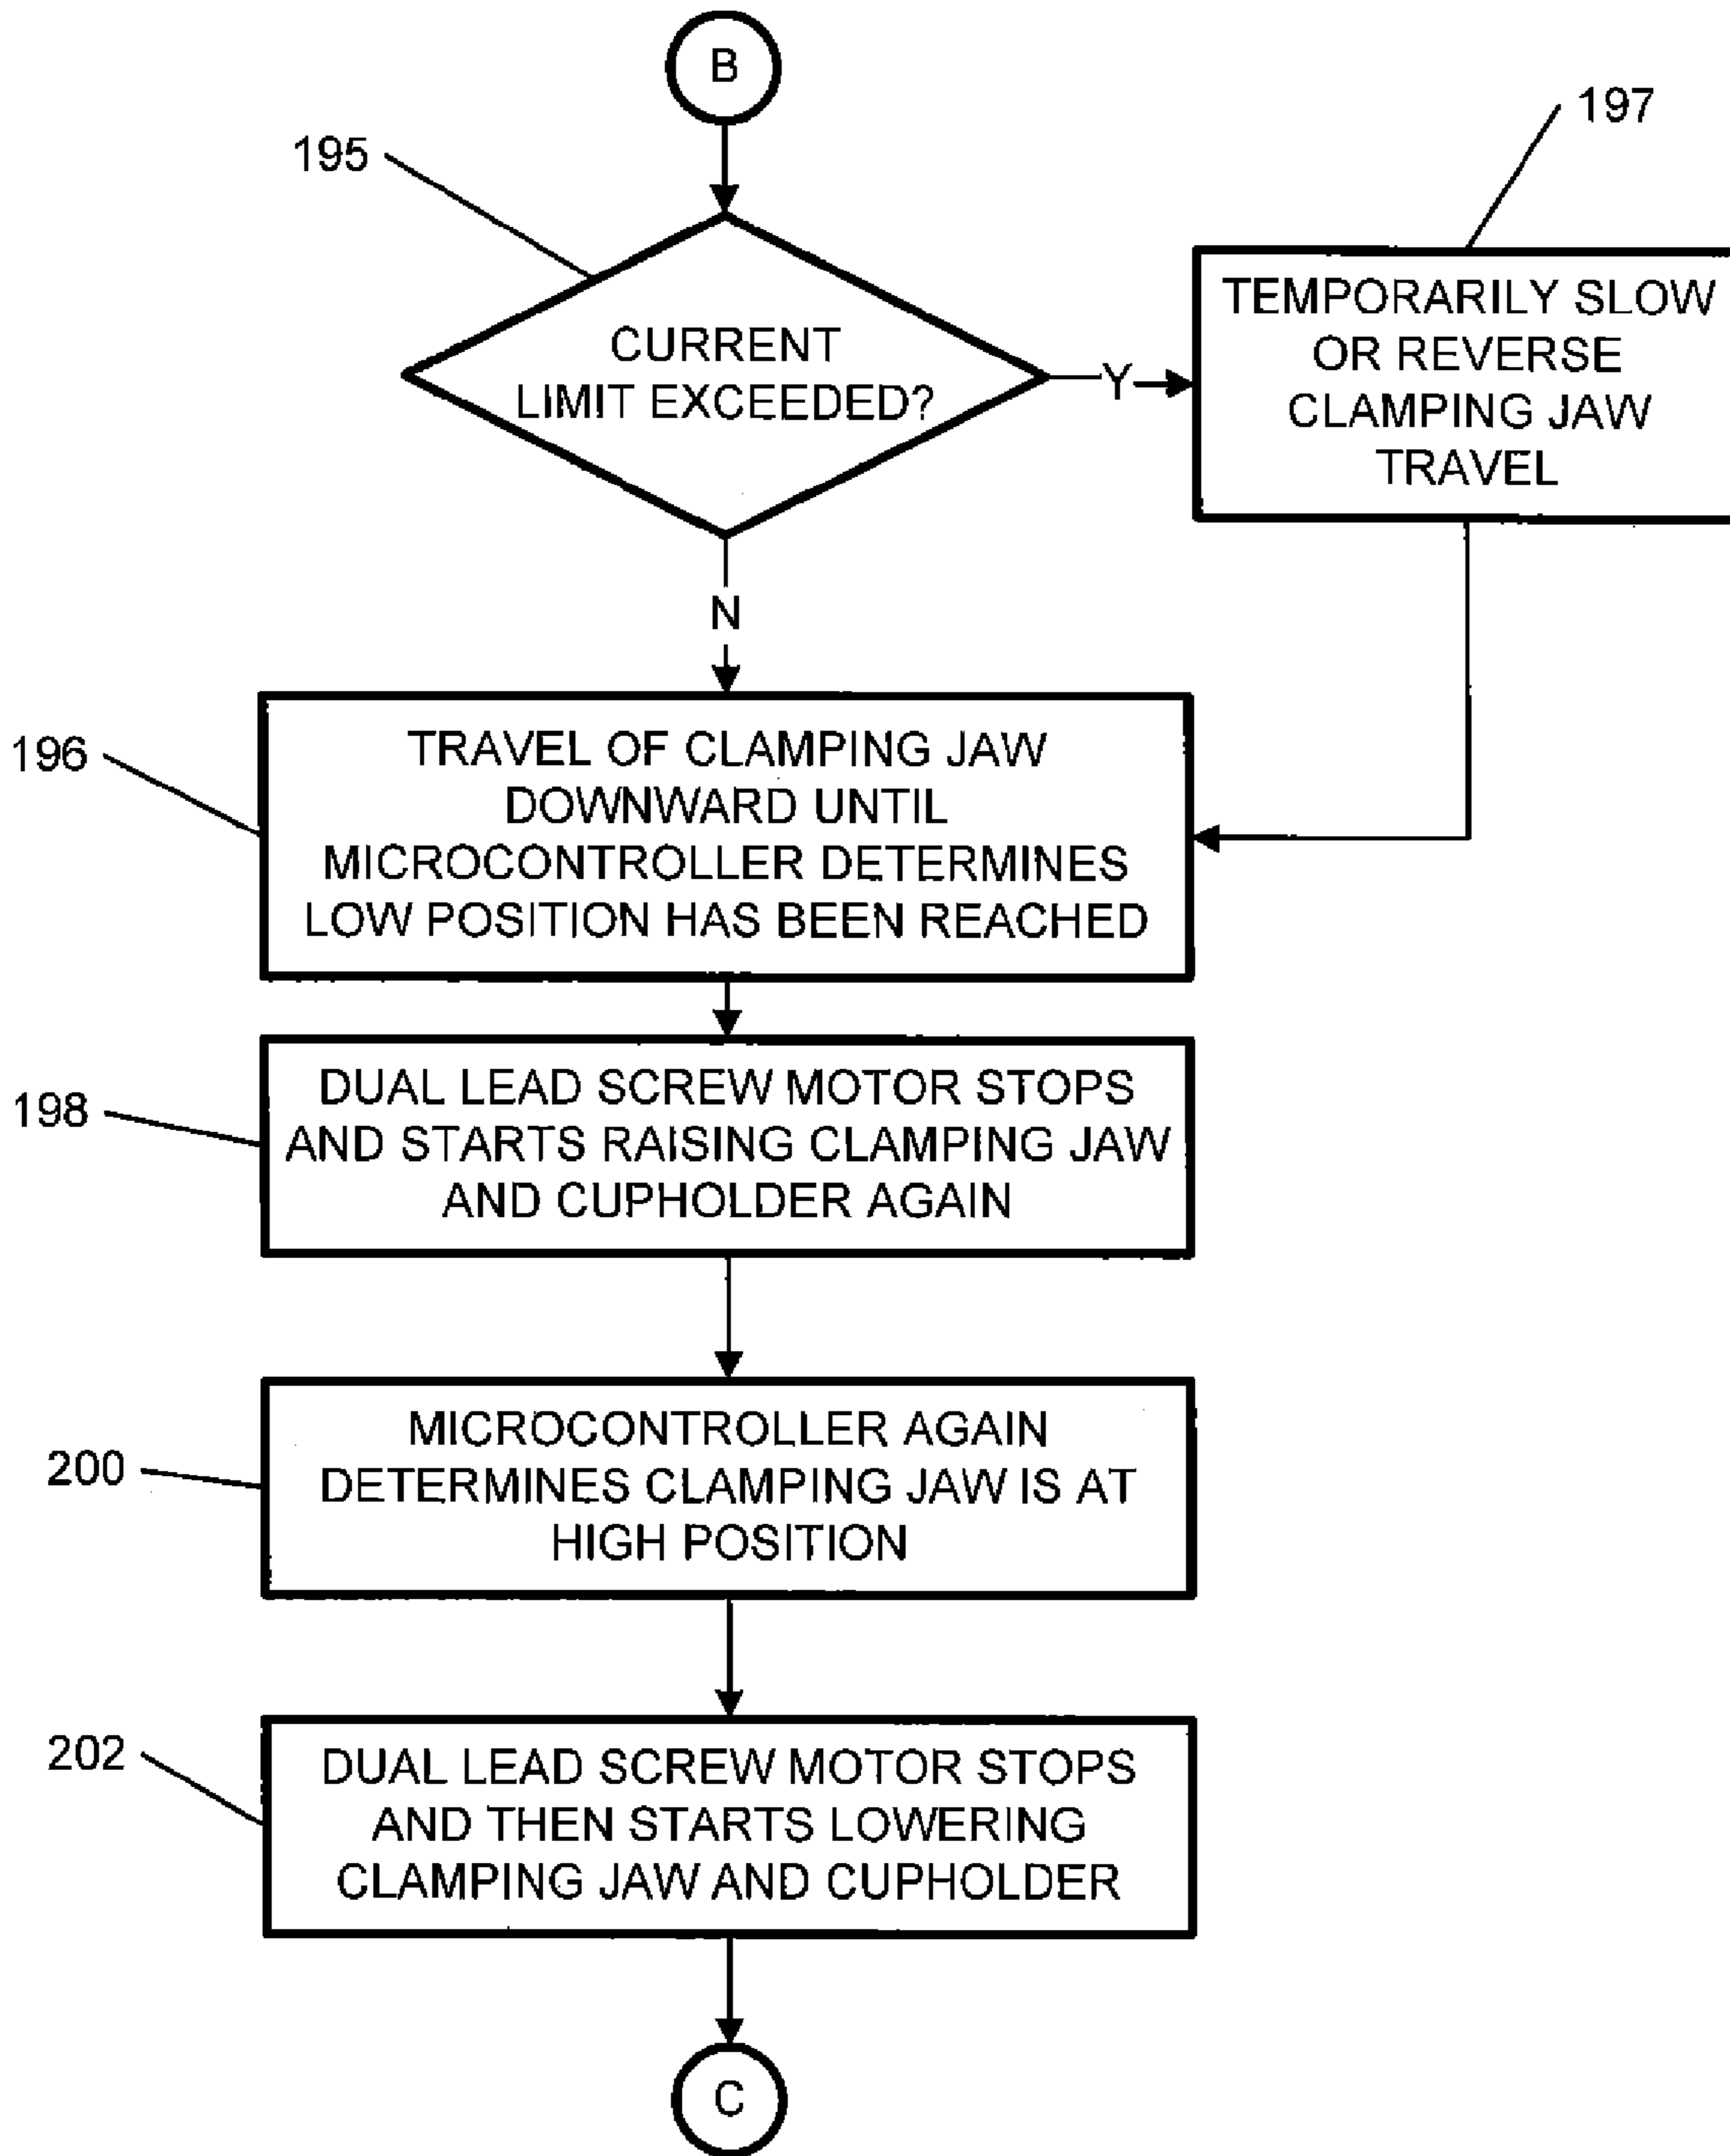 B
195
197
CURRENT
LIMIT EXCEEDED?
Y
TEMPORARILY SLOW
OR REVERSE
CLAMPING JAW
TRAVEL
N
196
TRAVEL OF CLAMPING JAW
DOWNWARD UNTIL
MICROCONTROLLER DETERMINES
LOW POSITION HAS BEEN REACHED
198
DUAL LEAD SCREW MOTOR STOPS
AND STARTS RAISING CLAMPING JAW
AND CUPHOLDER AGAIN
200
MICROCONTROLLER AGAIN
DETERMINES CLAMPING JAW IS AT
HIGH POSITION
202
DUAL LEAD SCREW MOTOR STOPS
AND THEN STARTS LOWERING
CLAMPING JAW AND CUPHOLDER
C